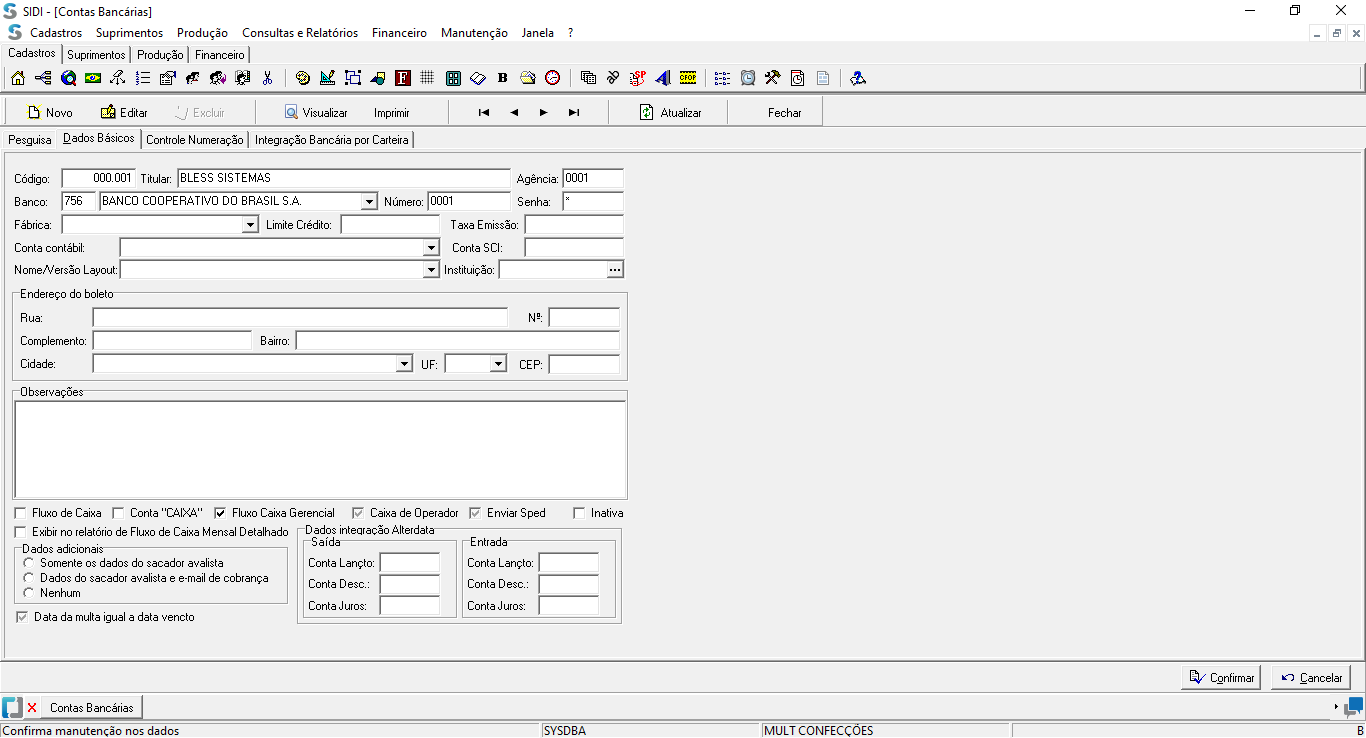 SIDI - [Contas Bancárias]
Cadastros Suprimentos Produção Consultas e Relatórios Financeiro Manutenção Janela ?
Cadastros Suprimentos Produção Financeiro
Novo Editar Excluir Visualizar Imprimir Atualizar Fechar
Pesquisa Dados Básicos Controle Numeração Integração Bancária por Carteira
Código: 000.001 Titular: BLESS SISTEMAS Agência: 0001
Banco: 756 BANCO COOPERATIVO DO BRASIL S.A. Número: 0001 Senha: *
Fábrica: Limite Crédito: Taxa Emissão:
Conta contábil: Conta SCI:
Nome/Versão Layout: Instituição: ...
Endereço do boleto
Rua: Nº:
Complemento: Bairro:
Cidade: UF: CEP:
Observações
Fluxo de Caixa Conta "CAIXA" Fluxo Caixa Gerencial Caixa de Operador Enviar Sped Inativa
Exibir no relatório de Fluxo de Caixa Mensal Detalhado
Dados adicionais
Somente os dados do sacador avalista
Dados do sacador avalista e e-mail de cobrança
Nenhum
Data da multa igual a data vencto
Dados integração Alterdata
Saída Entrada
Conta Lançto: Conta Lançto:
Conta Desc.: Conta Desc.:
Conta Juros: Conta Juros:
Confirmar Cancelar
Contas Bancárias
Confirma manutenção nos dados SYSDBA MULT CONFECÇÕES B